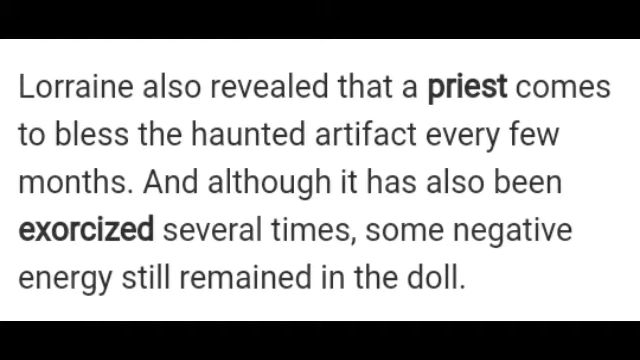 Lorraine also revealed that a priest comes
to bless the haunted artifact every few
months. And although it has also been
exorcized several times, some negative
energy still remained in the doll.